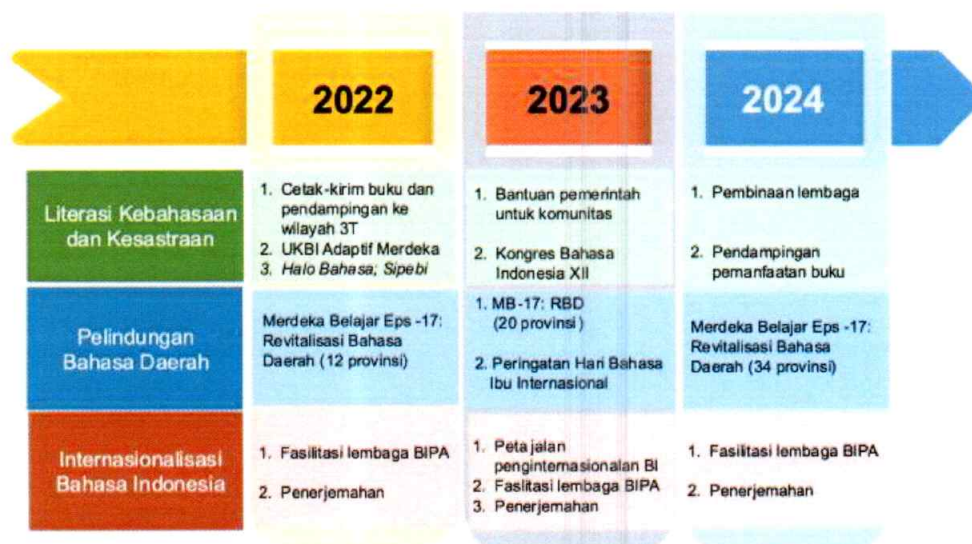 2022
2023
2024
Literasi Kebahasaan
dan Kesastraan
1. Cetak-kirim buku dan
pendampingan ke
wilayah 3T
2. UKBI Adaptif Merdeka
3. Halo Bahasa; Sipebi
1. Bantuan pemerintah
untuk komunitas
2. Kongres Bahasa
Indonesia XII
1. Pembinaan lembaga
2. Pendampingan
pemanfaatan buku
Pelindungan
Bahasa Daerah
Merdeka Belajar Eps -17:
Revitalisasi Bahasa
Daerah (12 provinsi)
1. MB-17: RBD
(20 provinsi)
2. Peringatan Hari Bahasa
Ibu Internasional
Merdeka Belajar Eps -17:
Revitalisasi Bahasa
Daerah (34 provinsi)
Internasionalisasi
Bahasa Indonesia
1. Fasilitasi lembaga BIPA
2. Penerjemahan
1. Peta jalan
penginternasionalan BI
2. Faslitasi lembaga BIPA
3. Penerjemahan
1. Fasilitasi lembaga BIPA
2. Penerjemahan